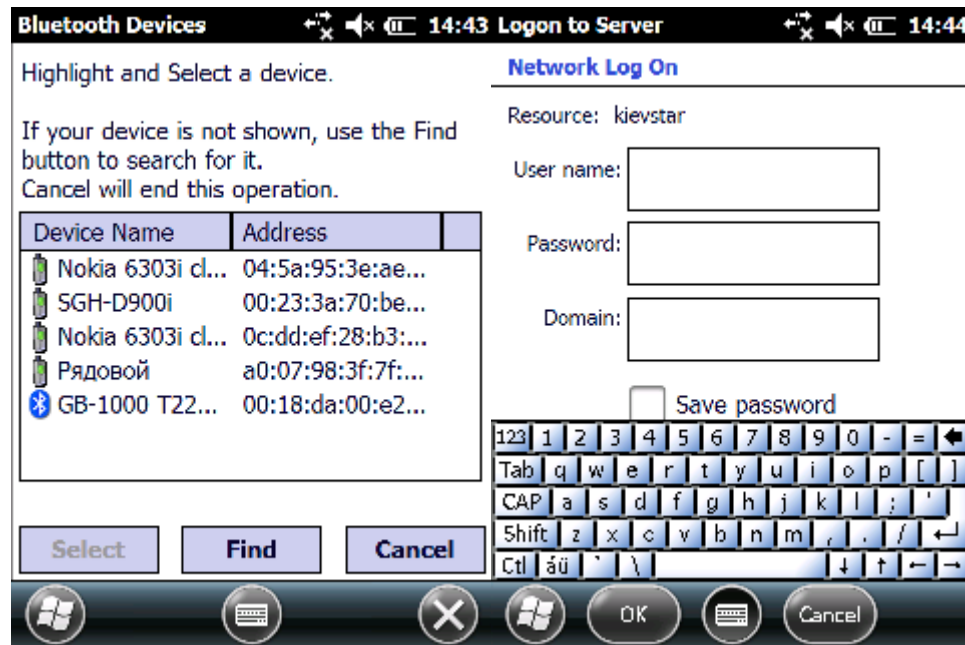 Bluetooth Devices 14:43
Highlight and Select a device.
If your device is not shown, use the Find
button to search for it.
Cancel will end this operation.
Device Name Address
Nokia 6303i cl... 04:5a:95:3e:ae...
SGH-D900i 00:23:3a:70:be...
Nokia 6303i cl... 0c:dd:ef:28:b3:...
Рядовой a0:07:98:3f:7f:...
GB-1000 T22... 00:18:da:00:e2...
Select Find Cancel
Logon to Server 14:44
Network Log On
Resource: kievstar
User name:
Password:
Domain:
Save password
123 1 2 3 4 5 6 7 8 9 0 - =
Tab q w e r t y u i o p [ ]
CAP a s d f g h j k l ; '
Shift z x c v b n m , . /
Ctl áü ` \
OK Cancel